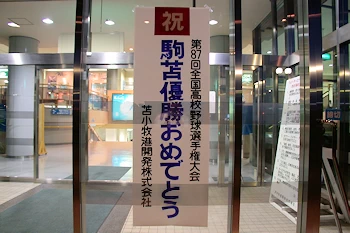 祝
第87回全国高校野球選手権大会
駒苫優勝おめでとう
苫小牧港開発株式会社